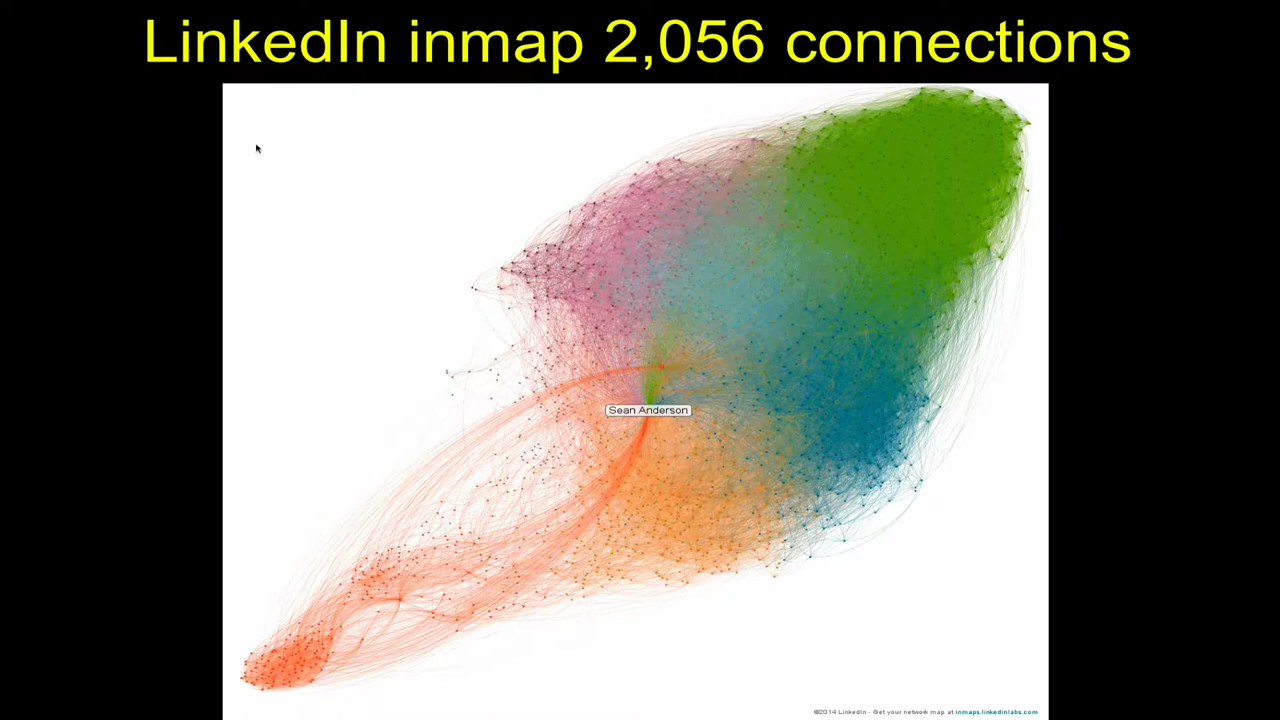 LinkedIn inmap 2,056 connections
Sean Anderson
©2014 LinkedIn - Get your network map at inmaps.linkedinlabs.com